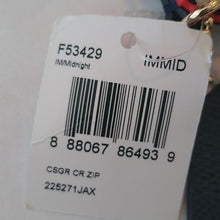 F53429 IMMID
IM/Midnight
8 88067 86493 9
CSGR CR ZIP
225271JAX